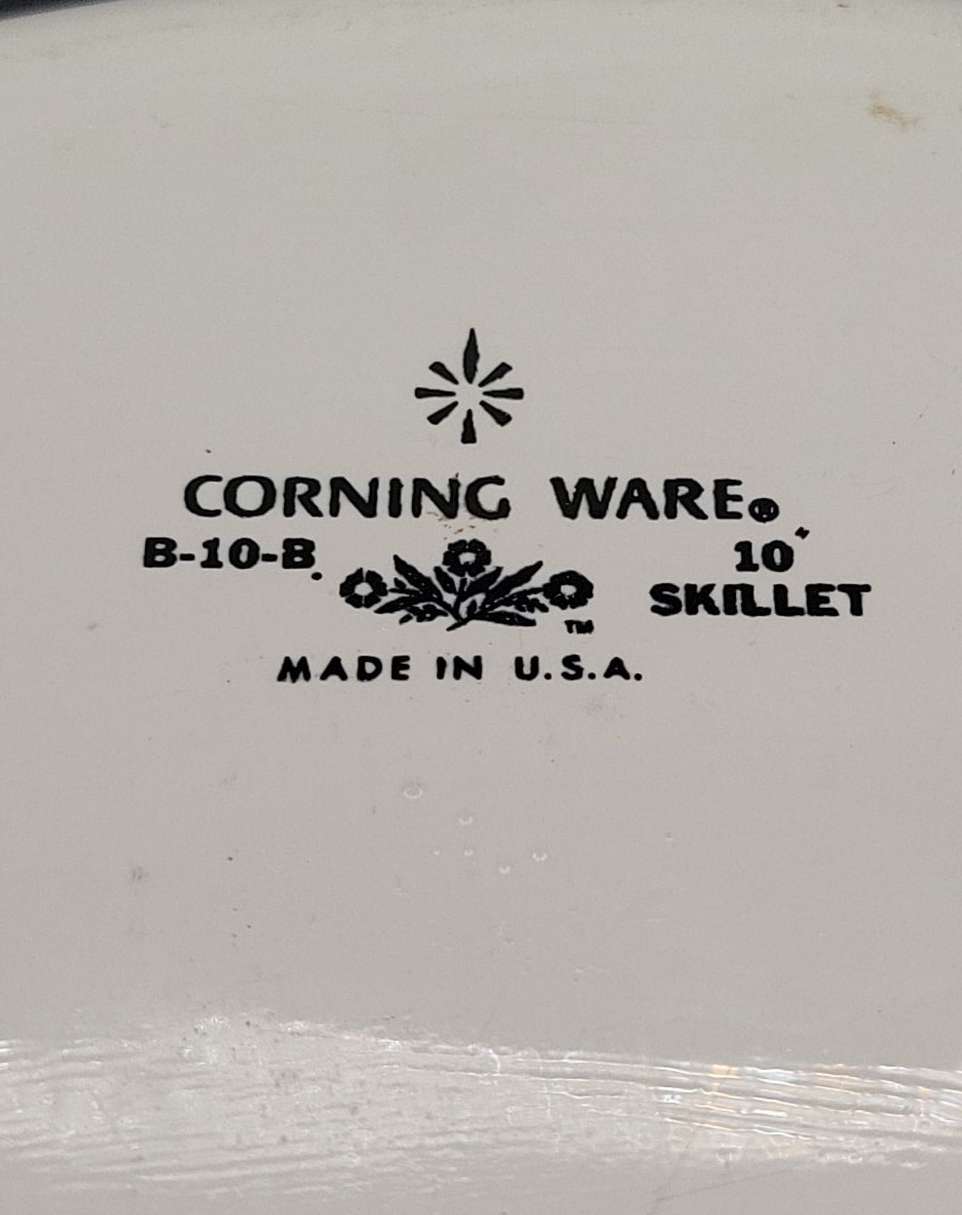 CORNING WARE®
B-10-B 10"
SKILLET
TM
MADE IN U.S.A.